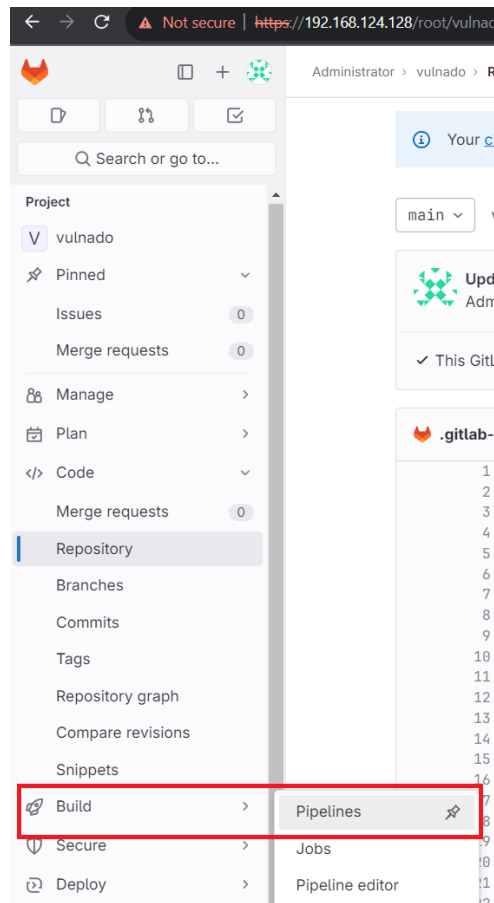 Not secure | https://192.168.124.128/root/vulnad
Administrator > vulnado >
Search or go to...
Your
Project
V vulnado
main
Pinned
Issues 0
Merge requests 0
This
Manage
Plan
.gitlab-
Code
Merge requests 0
Repository
Branches
Commits
Tags
Repository graph
Compare revisions
Snippets
1
2
3
4
5
6
7
8
9
10
11
12
13
14
15
16
Build
Pipelines
Secure
Jobs
Deploy
Pipeline editor